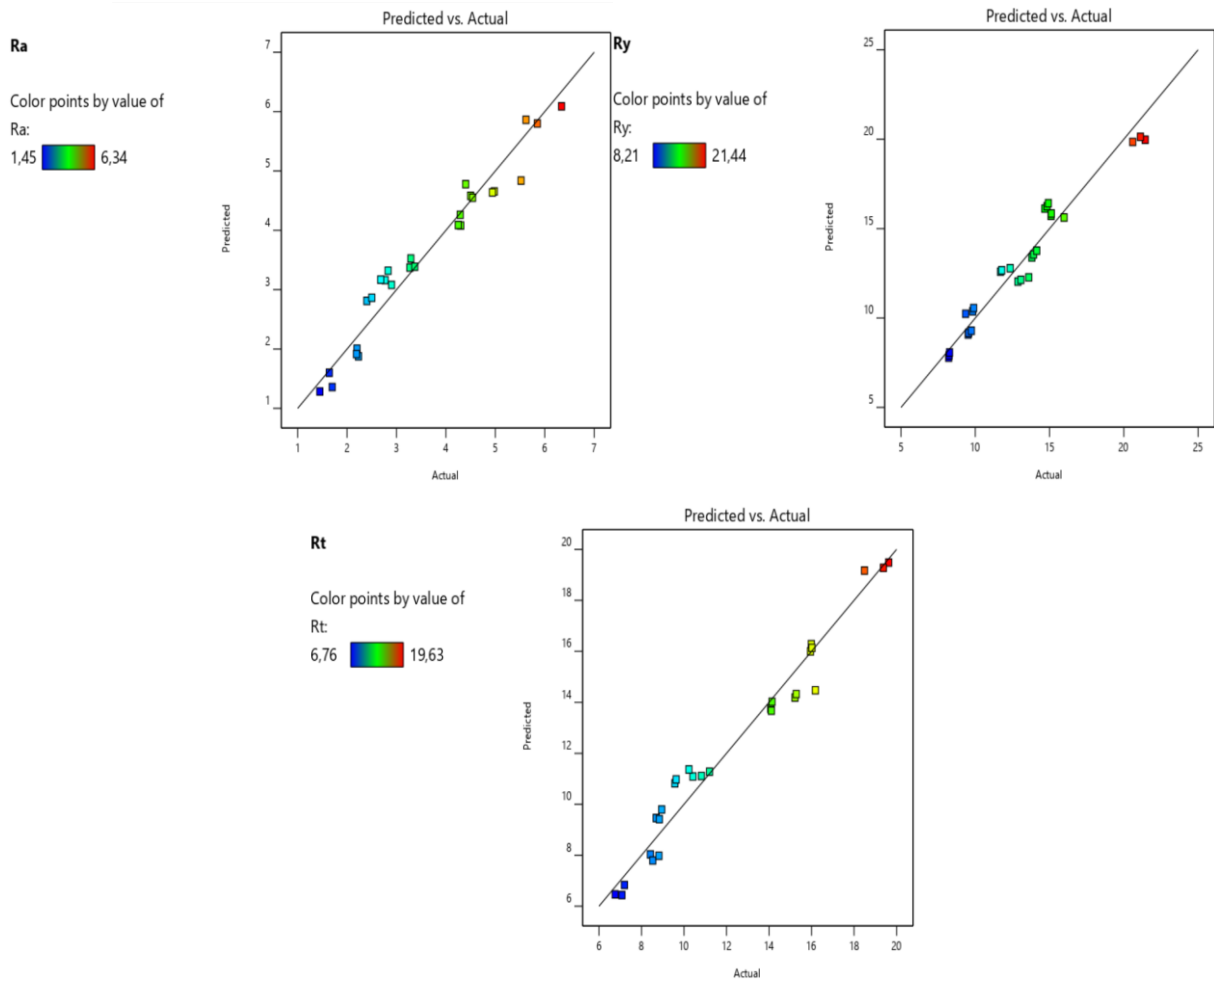 Predicted vs. Actual
Ra
Color points by value of
Ra:
1,45 6,34
7
6
5
4
3
2
1
Predicted
1 2 3 4 5 6 7
Actual
Predicted vs. Actual
Ry
Color points by value of
Ry:
8,21 21,44
25
20
15
10
5
Predicted
5 10 15 20 25
Actual
Predicted vs. Actual
Rt
Color points by value of
Rt:
6,76 19,63
20
18
16
14
12
10
8
6
Predicted
6 8 10 12 14 16 18 20
Actual